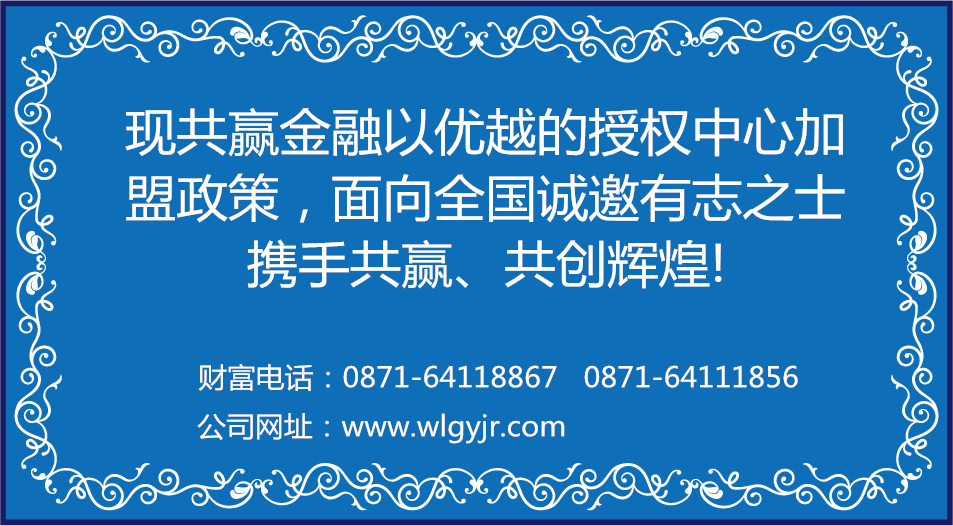 现共赢金融以优越的授权中心加
盟政策，面向全国诚邀有志之士
携手共赢、共创辉煌!
财富电话：0871-64118867 0871-64111856
公司网址：www.wlgyjr.com